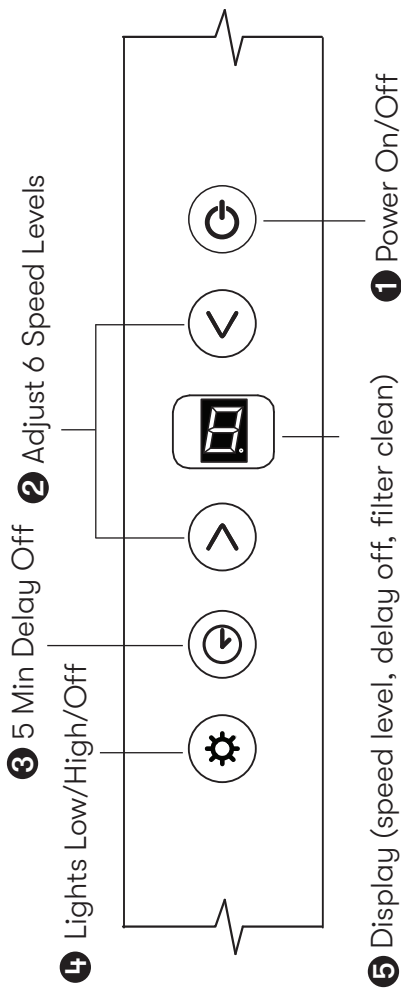 ❹ Lights Low/High/Off
❸ 5 Min Delay Off
❷ Adjust 6 Speed Levels
8.
❺ Display (speed level, delay off, filter clean)
❶ Power On/Off